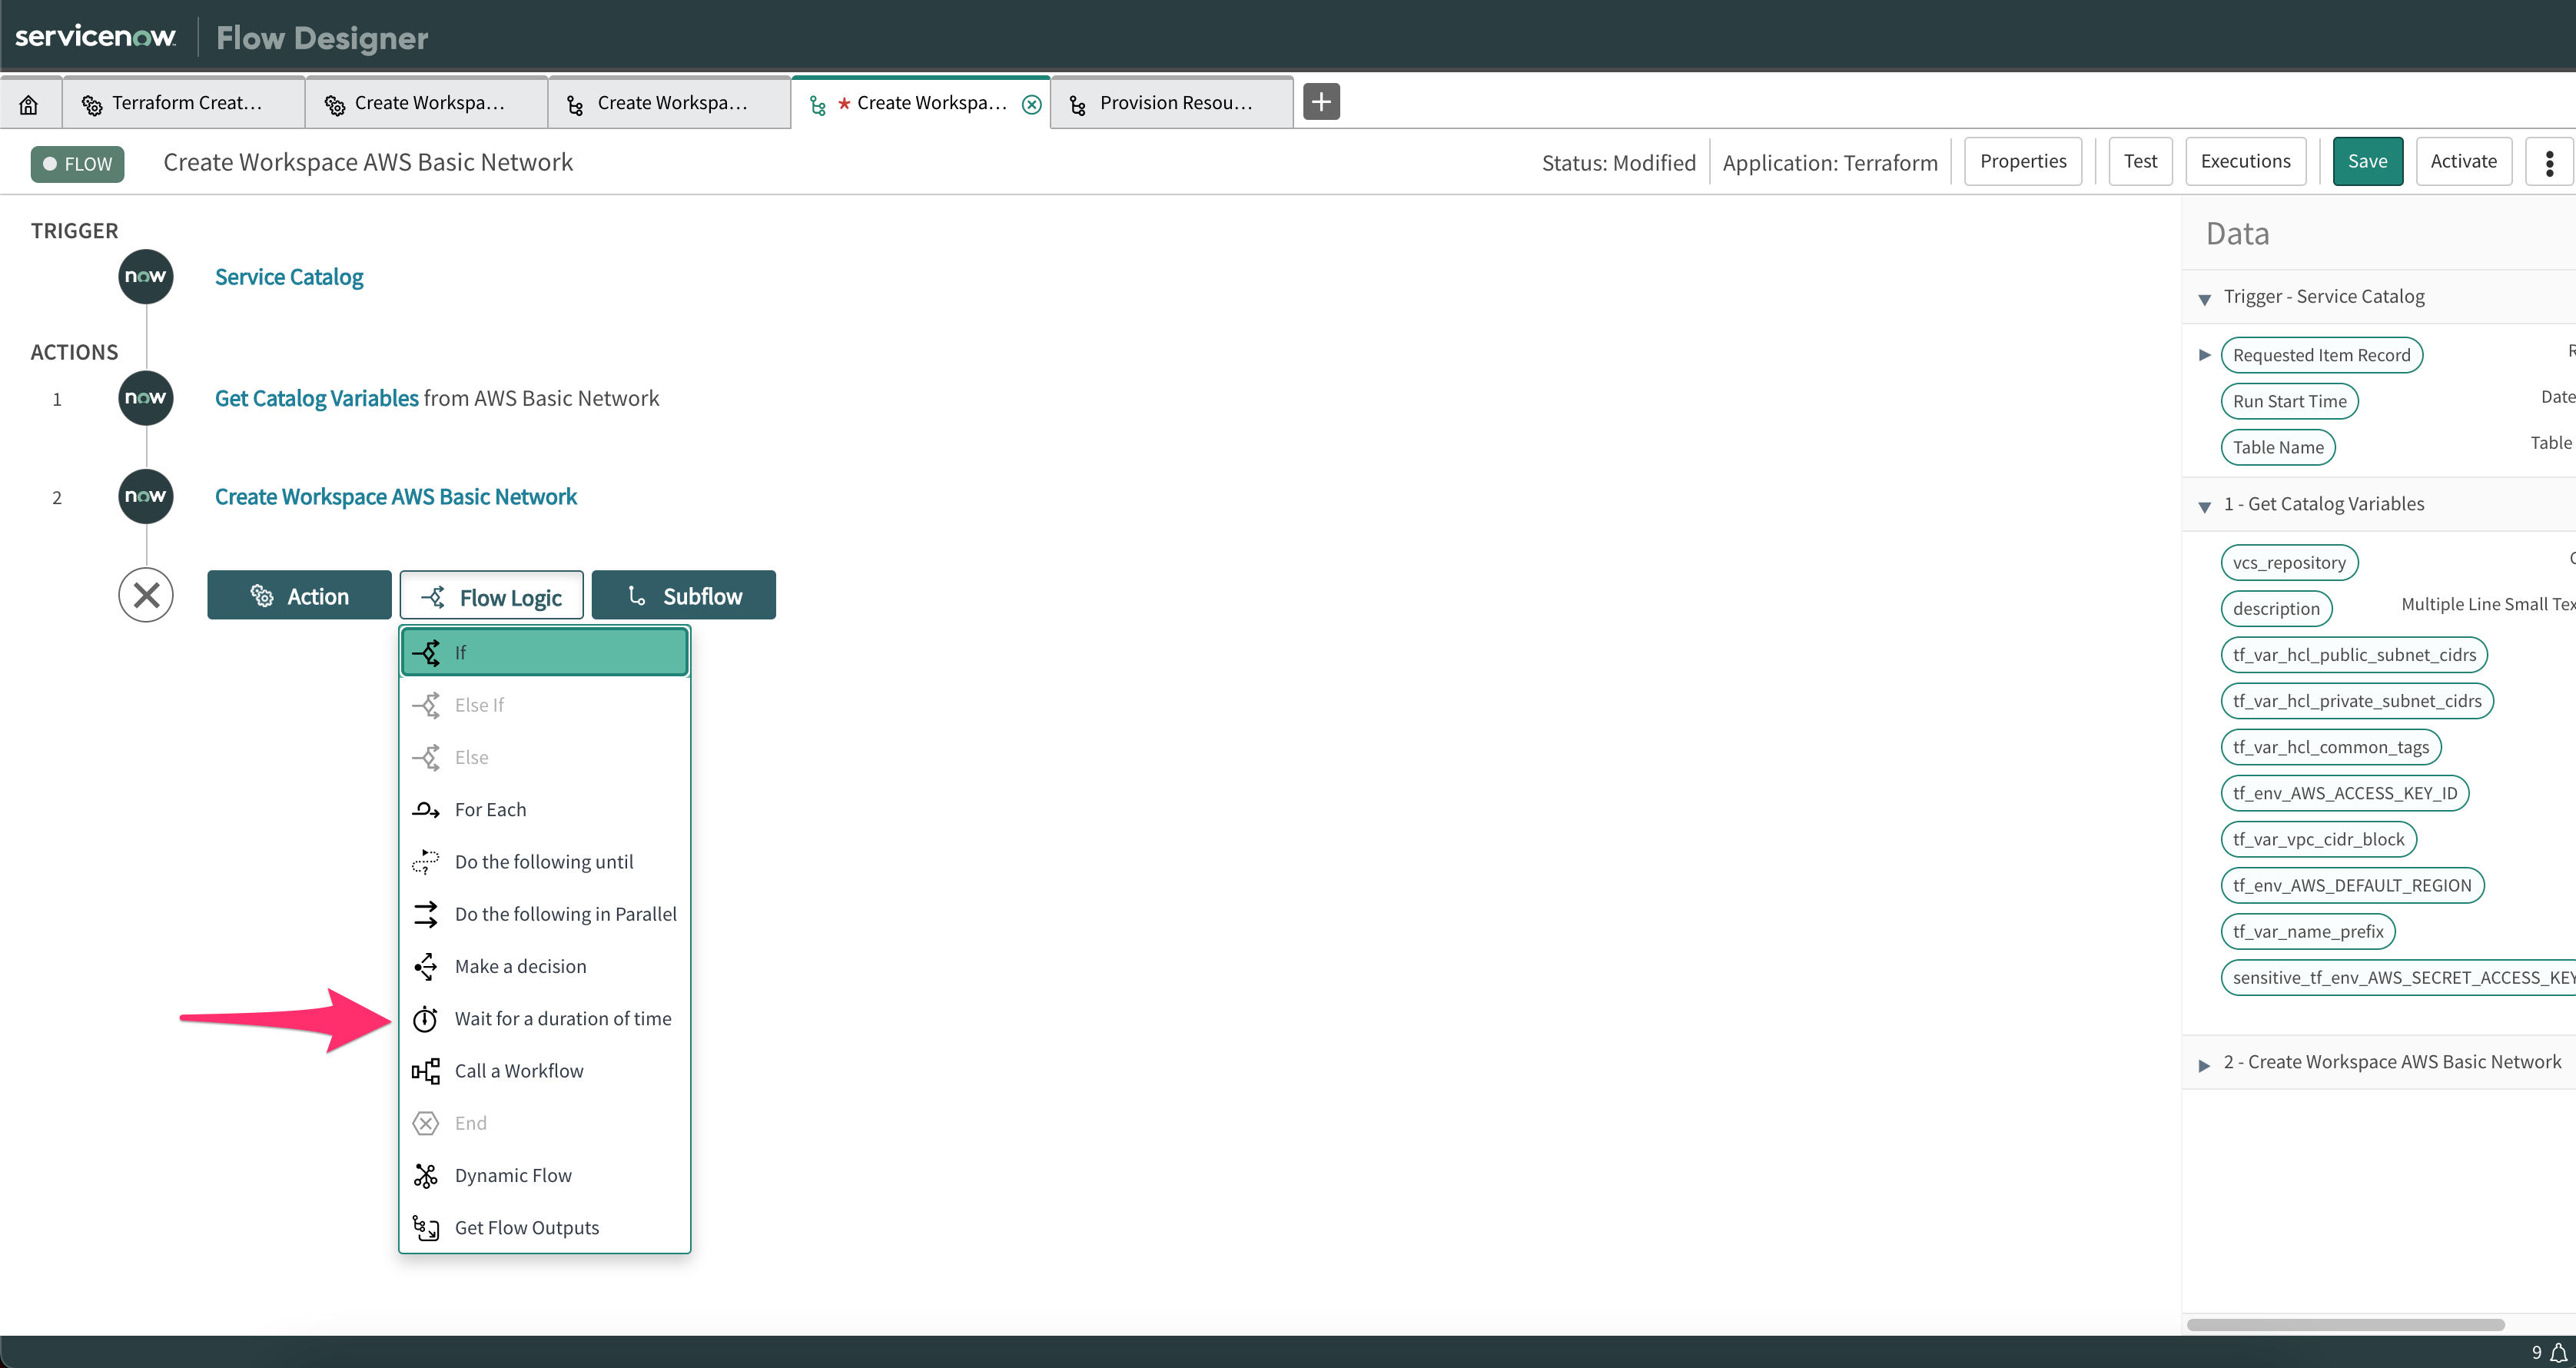 servicenow Flow Designer
Terraform Creat... Create Workspa... Create Workspa... * Create Workspa... Provision Resou... +
FLOW Create Workspace AWS Basic Network Status: Modified Application: Terraform Properties Test Executions Save Activate
TRIGGER
now Service Catalog
ACTIONS
1 now Get Catalog Variables from AWS Basic Network
2 now Create Workspace AWS Basic Network
Action Flow Logic Subflow
If
Else If
Else
For Each
Do the following until
Do the following in Parallel
Make a decision
Wait for a duration of time
Call a Workflow
End
Dynamic Flow
Get Flow Outputs
Data
Trigger - Service Catalog
Requested Item Record R
Run Start Time Date
Table Name Table
1 - Get Catalog Variables
vcs_repository
description Multiple Line Small Tex
tf_var_hcl_public_subnet_cidrs
tf_var_hcl_private_subnet_cidrs
tf_var_hcl_common_tags
tf_env_AWS_ACCESS_KEY_ID
tf_var_vpc_cidr_block
tf_env_AWS_DEFAULT_REGION
tf_var_name_prefix
sensitive_tf_env_AWS_SECRET_ACCESS_KEY
2 - Create Workspace AWS Basic Network
9